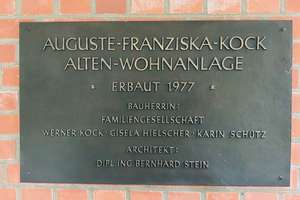 AUGUSTE-FRANZISKA-KOCK
ALTEN-WOHNANLAGE
ERBAUT 1977
BAUHERRIN:
FAMILIENGESELLSCHAFT
WERNER KOCK / GISELA HIELSCHER / KARIN SCHÜTZ
ARCHITEKT:
DIPL. ING. BERNHARD STEIN